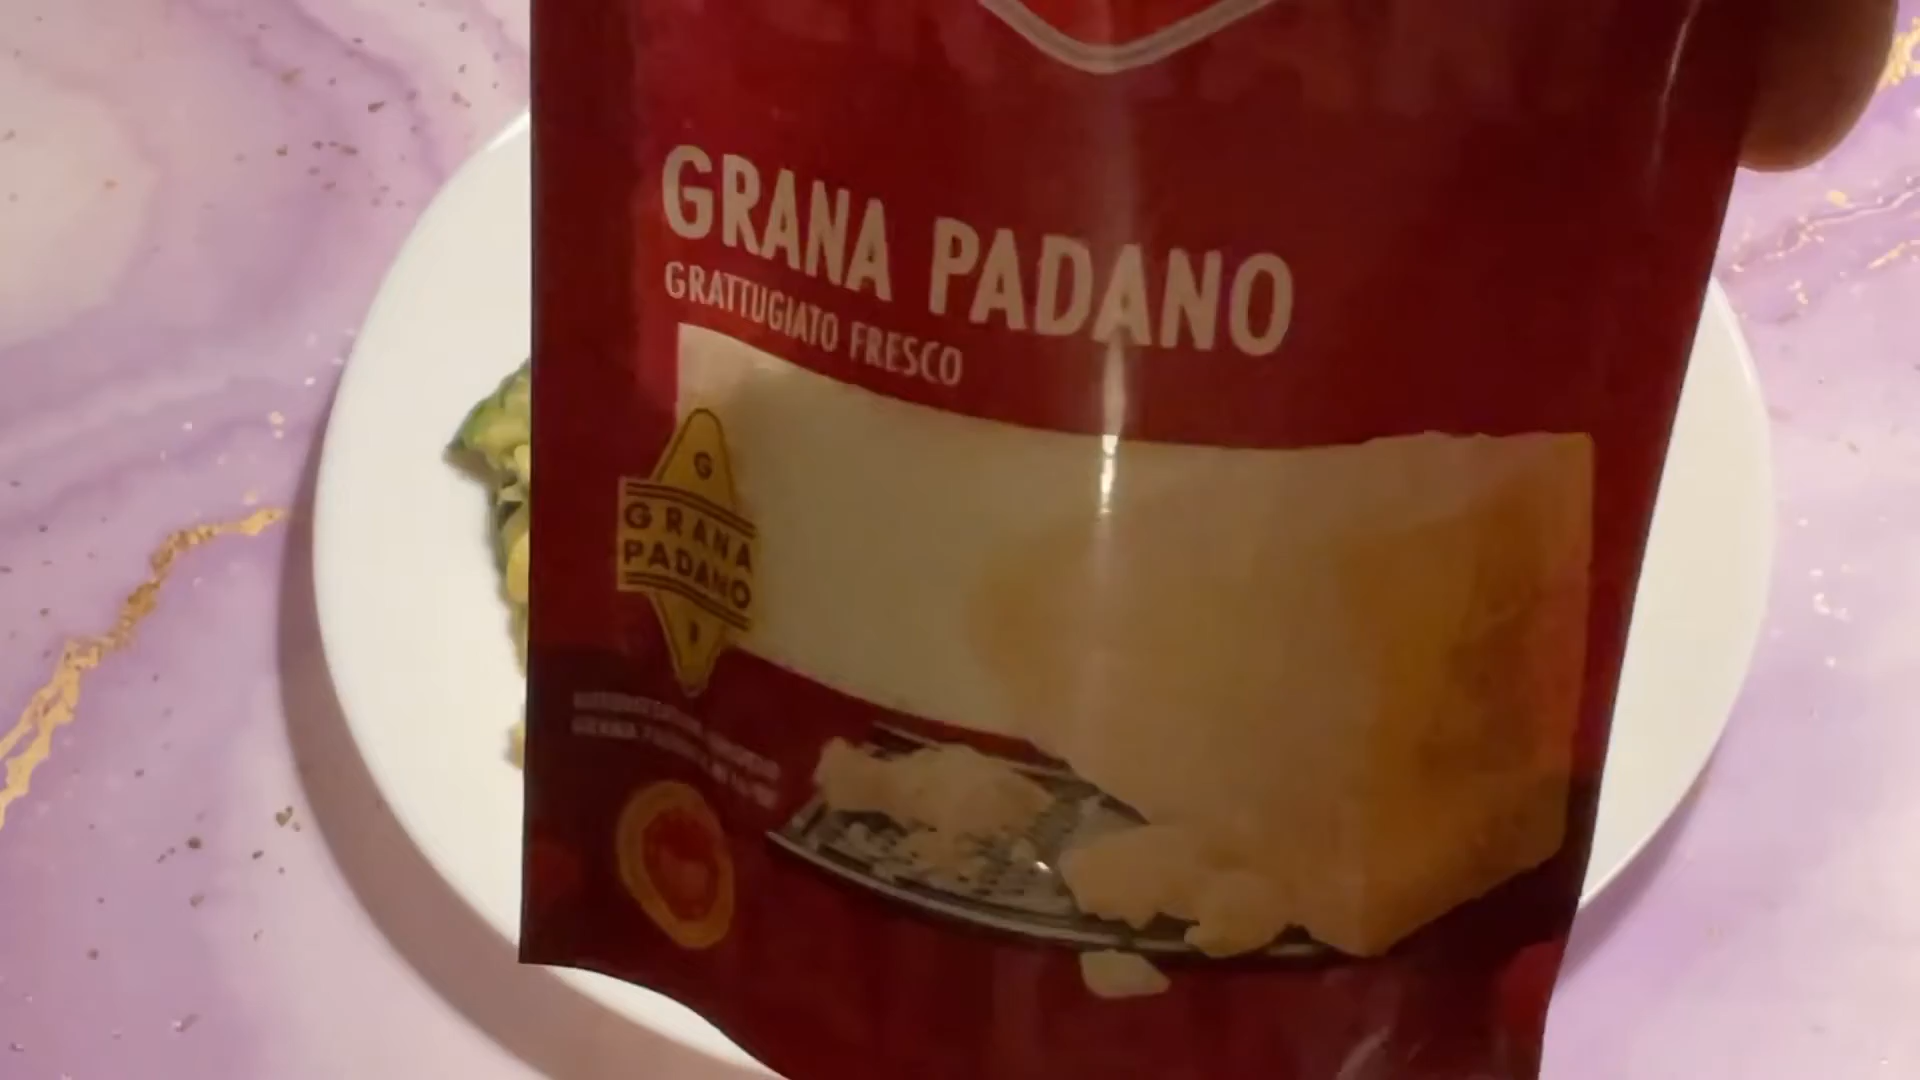 GRANA PADANO
GRATTUGIATO FRESCO
G
GRANA
PADANO